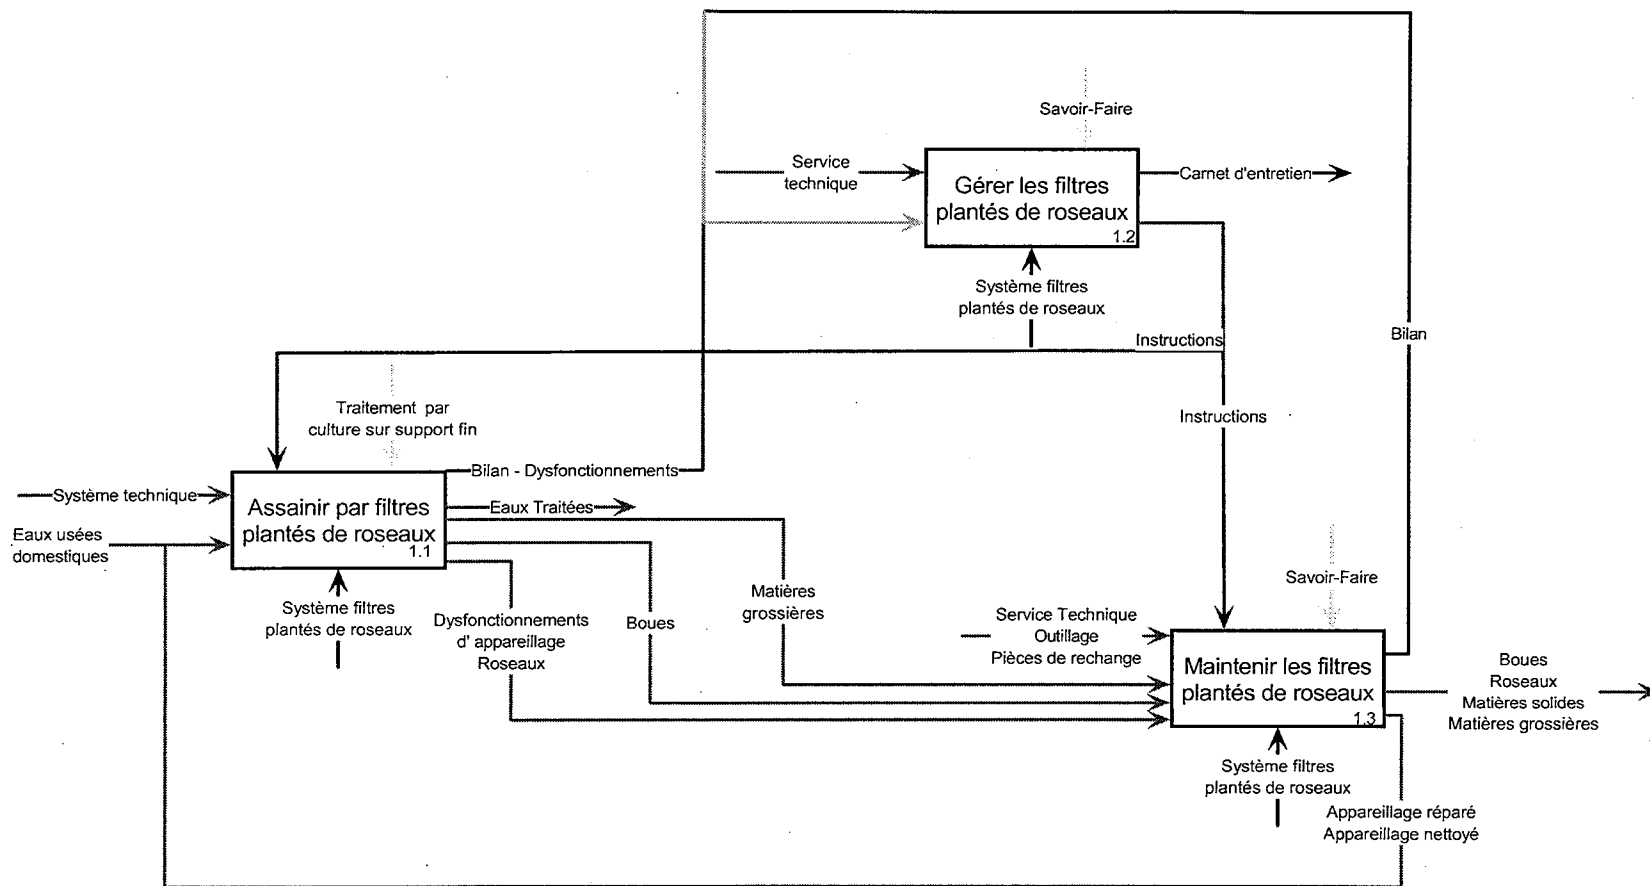 Savoir-Faire
Service
technique
Gérer les filtres
plantés de roseaux
1.2
Carnet d'entretien
Système filtres
plantés de roseaux
Bilan
Instructions
Traitement par
culture sur support fin
Instructions
Bilan - Dysfonctionnements
Système technique
Assainir par filtres
plantés de roseaux
1.1
Eaux Traitées
Eaux usées
domestiques
Système filtres
plantés de roseaux
Dysfonctionnements
d' appareillage
Roseaux
Boues
Matières
grossières
Savoir-Faire
Service Technique
Outillage
Pièces de rechange
Maintenir les filtres
plantés de roseaux
1.3
Boues
Roseaux
Matières solides
Matières grossières
Système filtres
plantés de roseaux
Appareillage réparé
Appareillage nettoyé